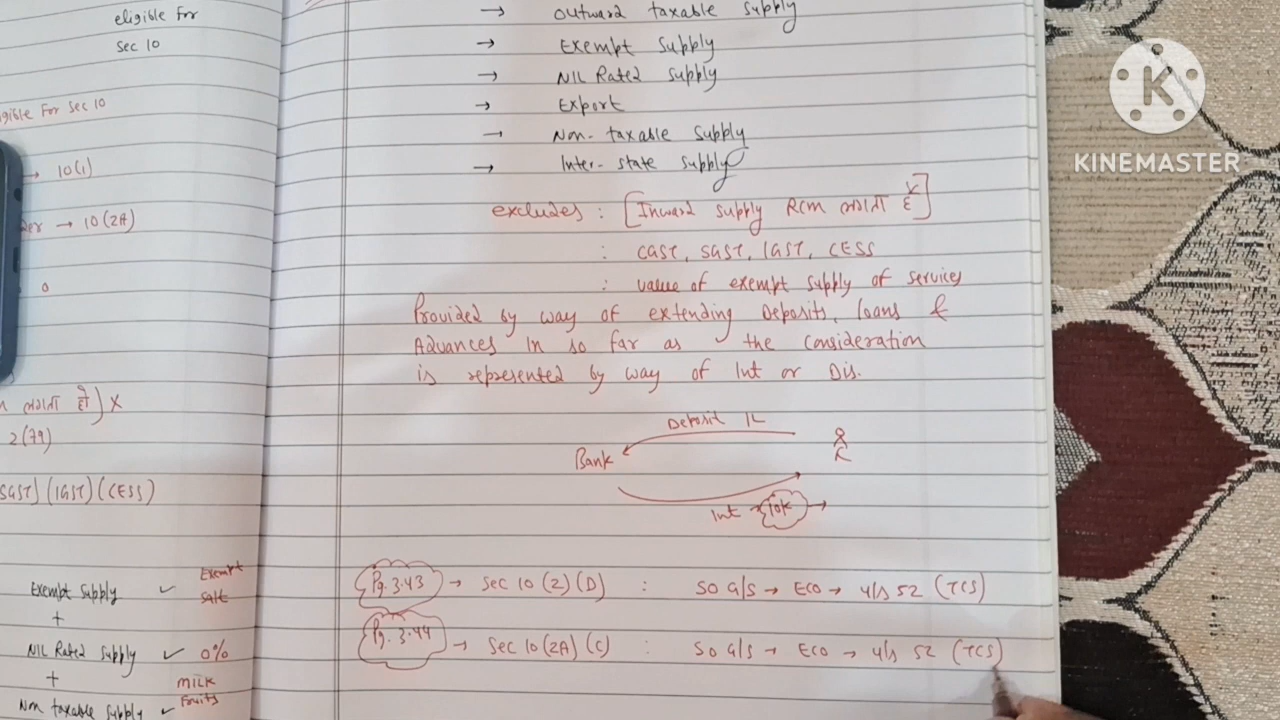 eligible for
Sec 10
gible For Sec 10
→ 10(1)
der → 10(2A)
2(79)
SGST) (IGST) (CESS)
Exempt Supply ✓ Exempt
Salt
+
NIL Rated Supply ✓ 0%
+ Milk
Fruits
Non taxable Supply ✓
→ Outward taxable supply
→ Exempt Supply
→ NIL Rated Supply
→ Export
→ Non-taxable Supply
→ Inter-state Supply
excludes : [Inward Supply RCM
: CGST, SGST, IGST, CESS
: value of exempt supply of services
Provided by way of extending Deposits, loans &
Advances in so far as the consideration
is represented by way of Int or Dis.
Deposit 1L
Bank
Int → 10k →
Pg. 3.43 → Sec 10 (2) (D) : SO G/S → ECO → u/s 52 (TCS)
Pg. 3.44 → Sec 10 (2A) (C) : SO G/S → ECO → u/s 52 (TCS)
K
KINEMASTER